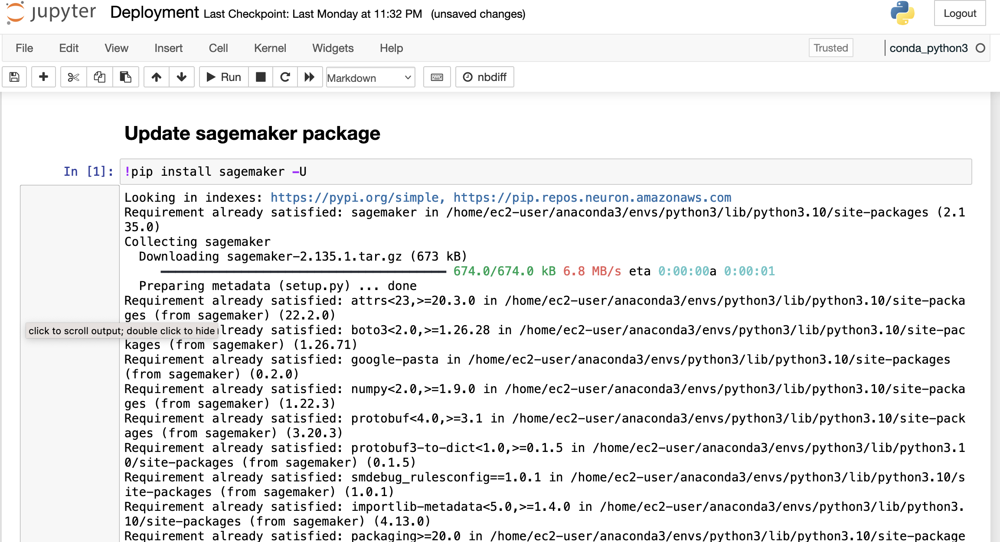 jupyter Deployment Last Checkpoint: Last Monday at 11:32 PM (unsaved changes) Logout
File Edit View Insert Cell Kernel Widgets Help Trusted conda_python3
Run Markdown nbdiff
Update sagemaker package
In [1]: !pip install sagemaker -U
Looking in indexes: https://pypi.org/simple, https://pip.repos.neuron.amazonaws.com
Requirement already satisfied: sagemaker in /home/ec2-user/anaconda3/envs/python3/lib/python3.10/site-packages (2.1
35.0)
Collecting sagemaker
Downloading sagemaker-2.135.1.tar.gz (673 kB)
674.0/674.0 kB 6.8 MB/s eta 0:00:00a 0:00:01
Preparing metadata (setup.py) ... done
Requirement already satisfied: attrs<23,>=20.3.0 in /home/ec2-user/anaconda3/envs/python3/lib/python3.10/site-packa
ges (from sagemaker) (22.2.0)
click to scroll output; double click to hide lready satisfied: boto3<2.0,>=1.26.28 in /home/ec2-user/anaconda3/envs/python3/lib/python3.10/site-pac
kages (from sagemaker) (1.26.71)
Requirement already satisfied: google-pasta in /home/ec2-user/anaconda3/envs/python3/lib/python3.10/site-packages
(from sagemaker) (0.2.0)
Requirement already satisfied: numpy<2.0,>=1.9.0 in /home/ec2-user/anaconda3/envs/python3/lib/python3.10/site-packa
ges (from sagemaker) (1.22.3)
Requirement already satisfied: protobuf<4.0,>=3.1 in /home/ec2-user/anaconda3/envs/python3/lib/python3.10/site-pack
ages (from sagemaker) (3.20.3)
Requirement already satisfied: protobuf3-to-dict<1.0,>=0.1.5 in /home/ec2-user/anaconda3/envs/python3/lib/python3.1
0/site-packages (from sagemaker) (0.1.5)
Requirement already satisfied: smdebug_rulesconfig==1.0.1 in /home/ec2-user/anaconda3/envs/python3/lib/python3.10/s
ite-packages (from sagemaker) (1.0.1)
Requirement already satisfied: importlib-metadata<5.0,>=1.4.0 in /home/ec2-user/anaconda3/envs/python3/lib/python3.
10/site-packages (from sagemaker) (4.13.0)
Requirement already satisfied: packaging>=20.0 in /home/ec2-user/anaconda3/envs/python3/lib/python3.10/site-package